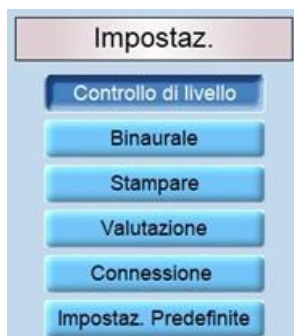 Impostaz.
Controllo di livello
Binaurale
Stampare
Valutazione
Connessione
Impostaz. Predefinite